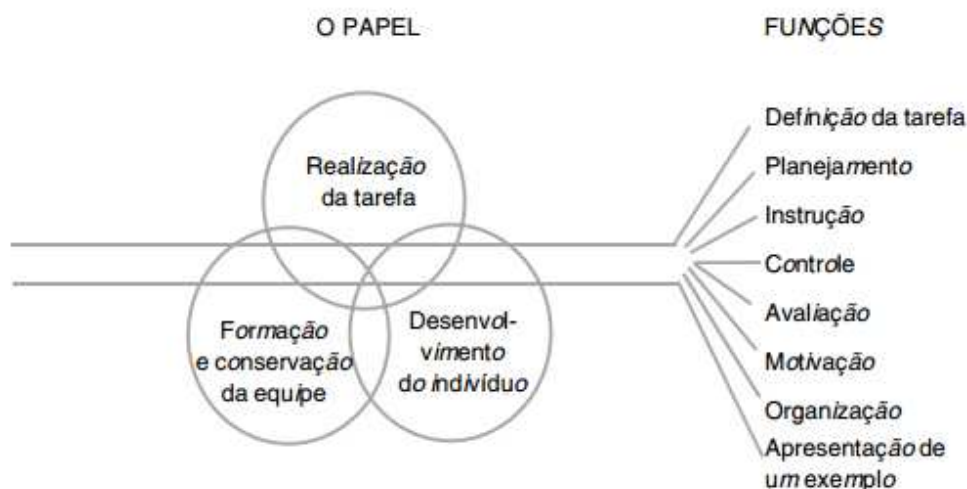 O PAPEL
FUNÇÕES
Realização
da tarefa
Formação
e conservação
da equipe
Desenvol-
vimento
do indivíduo
Definição da tarefa
Planejamento
Instrução
Controle
Avaliação
Motivação
Organização
Apresentação de
um exemplo